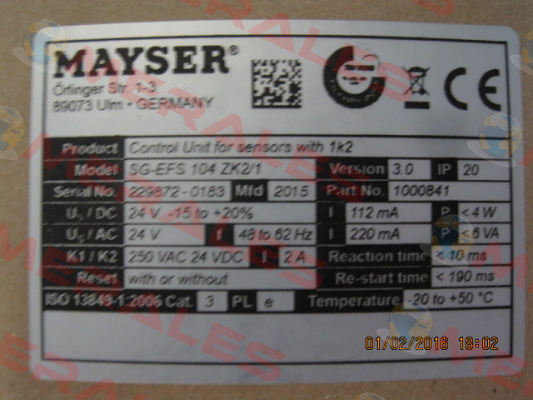 MAYSER®
Örlinger Str. 1-3
89073 Ulm • GERMANY
CE
Product Control Unit for sensors with 1k2
Model SG-EFS 104 ZK2/1 Version 3.0 IP 20
Serial No. 229872 - 0183 Mfd 2015 Part No. 1000841
U S / DC 24 V -15 to +20% I 112 mA P < 4 W
U S / AC 24 V f 48 to 62 Hz I 220 mA P < 6 VA
K1 / K2 250 VAC 24 VDC I 2 A Reaction time < 10 ms
Reset with or without Re-start time < 190 ms
ISO 13849-1:2006 Cat. 3 PL e Temperature -20 to +50 °C
01/02/2016 18:02
MERALES